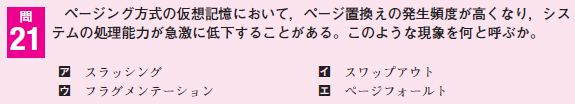 問
21
ページング方式の仮想記憶において，ページ置換えの発生頻度が高くなり，シス
テムの処理能力が急激に低下することがある。このような現象を何と呼ぶか。
ア スラッシング イ スワップアウト
ウ フラグメンテーション エ ページフォールト